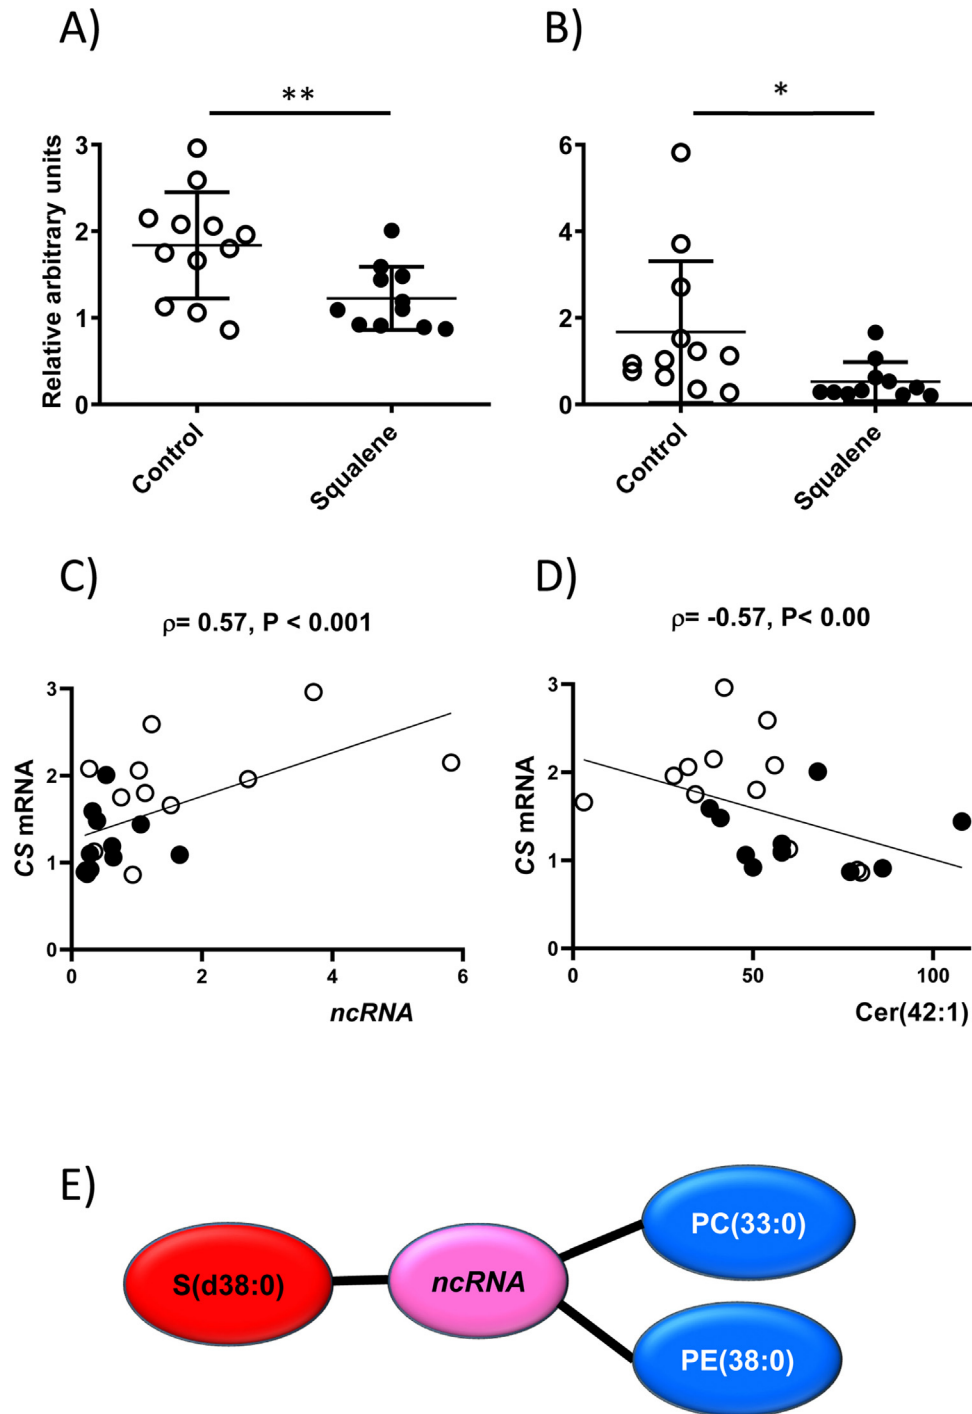 A)
B)
**
*
Relative arbitrary units
3
2
1
0
6
4
2
0
Control
Squalene
Control
Squalene
C)
D)
ρ= 0.57, P < 0.001
ρ= -0.57, P< 0.00
CS mRNA
3
2
1
0
0
2
4
6
ncRNA
CS mRNA
3
2
1
0
0
50
100
Cer(42:1)
E)
S(d38:0)
ncRNA
PC(33:0)
PE(38:0)